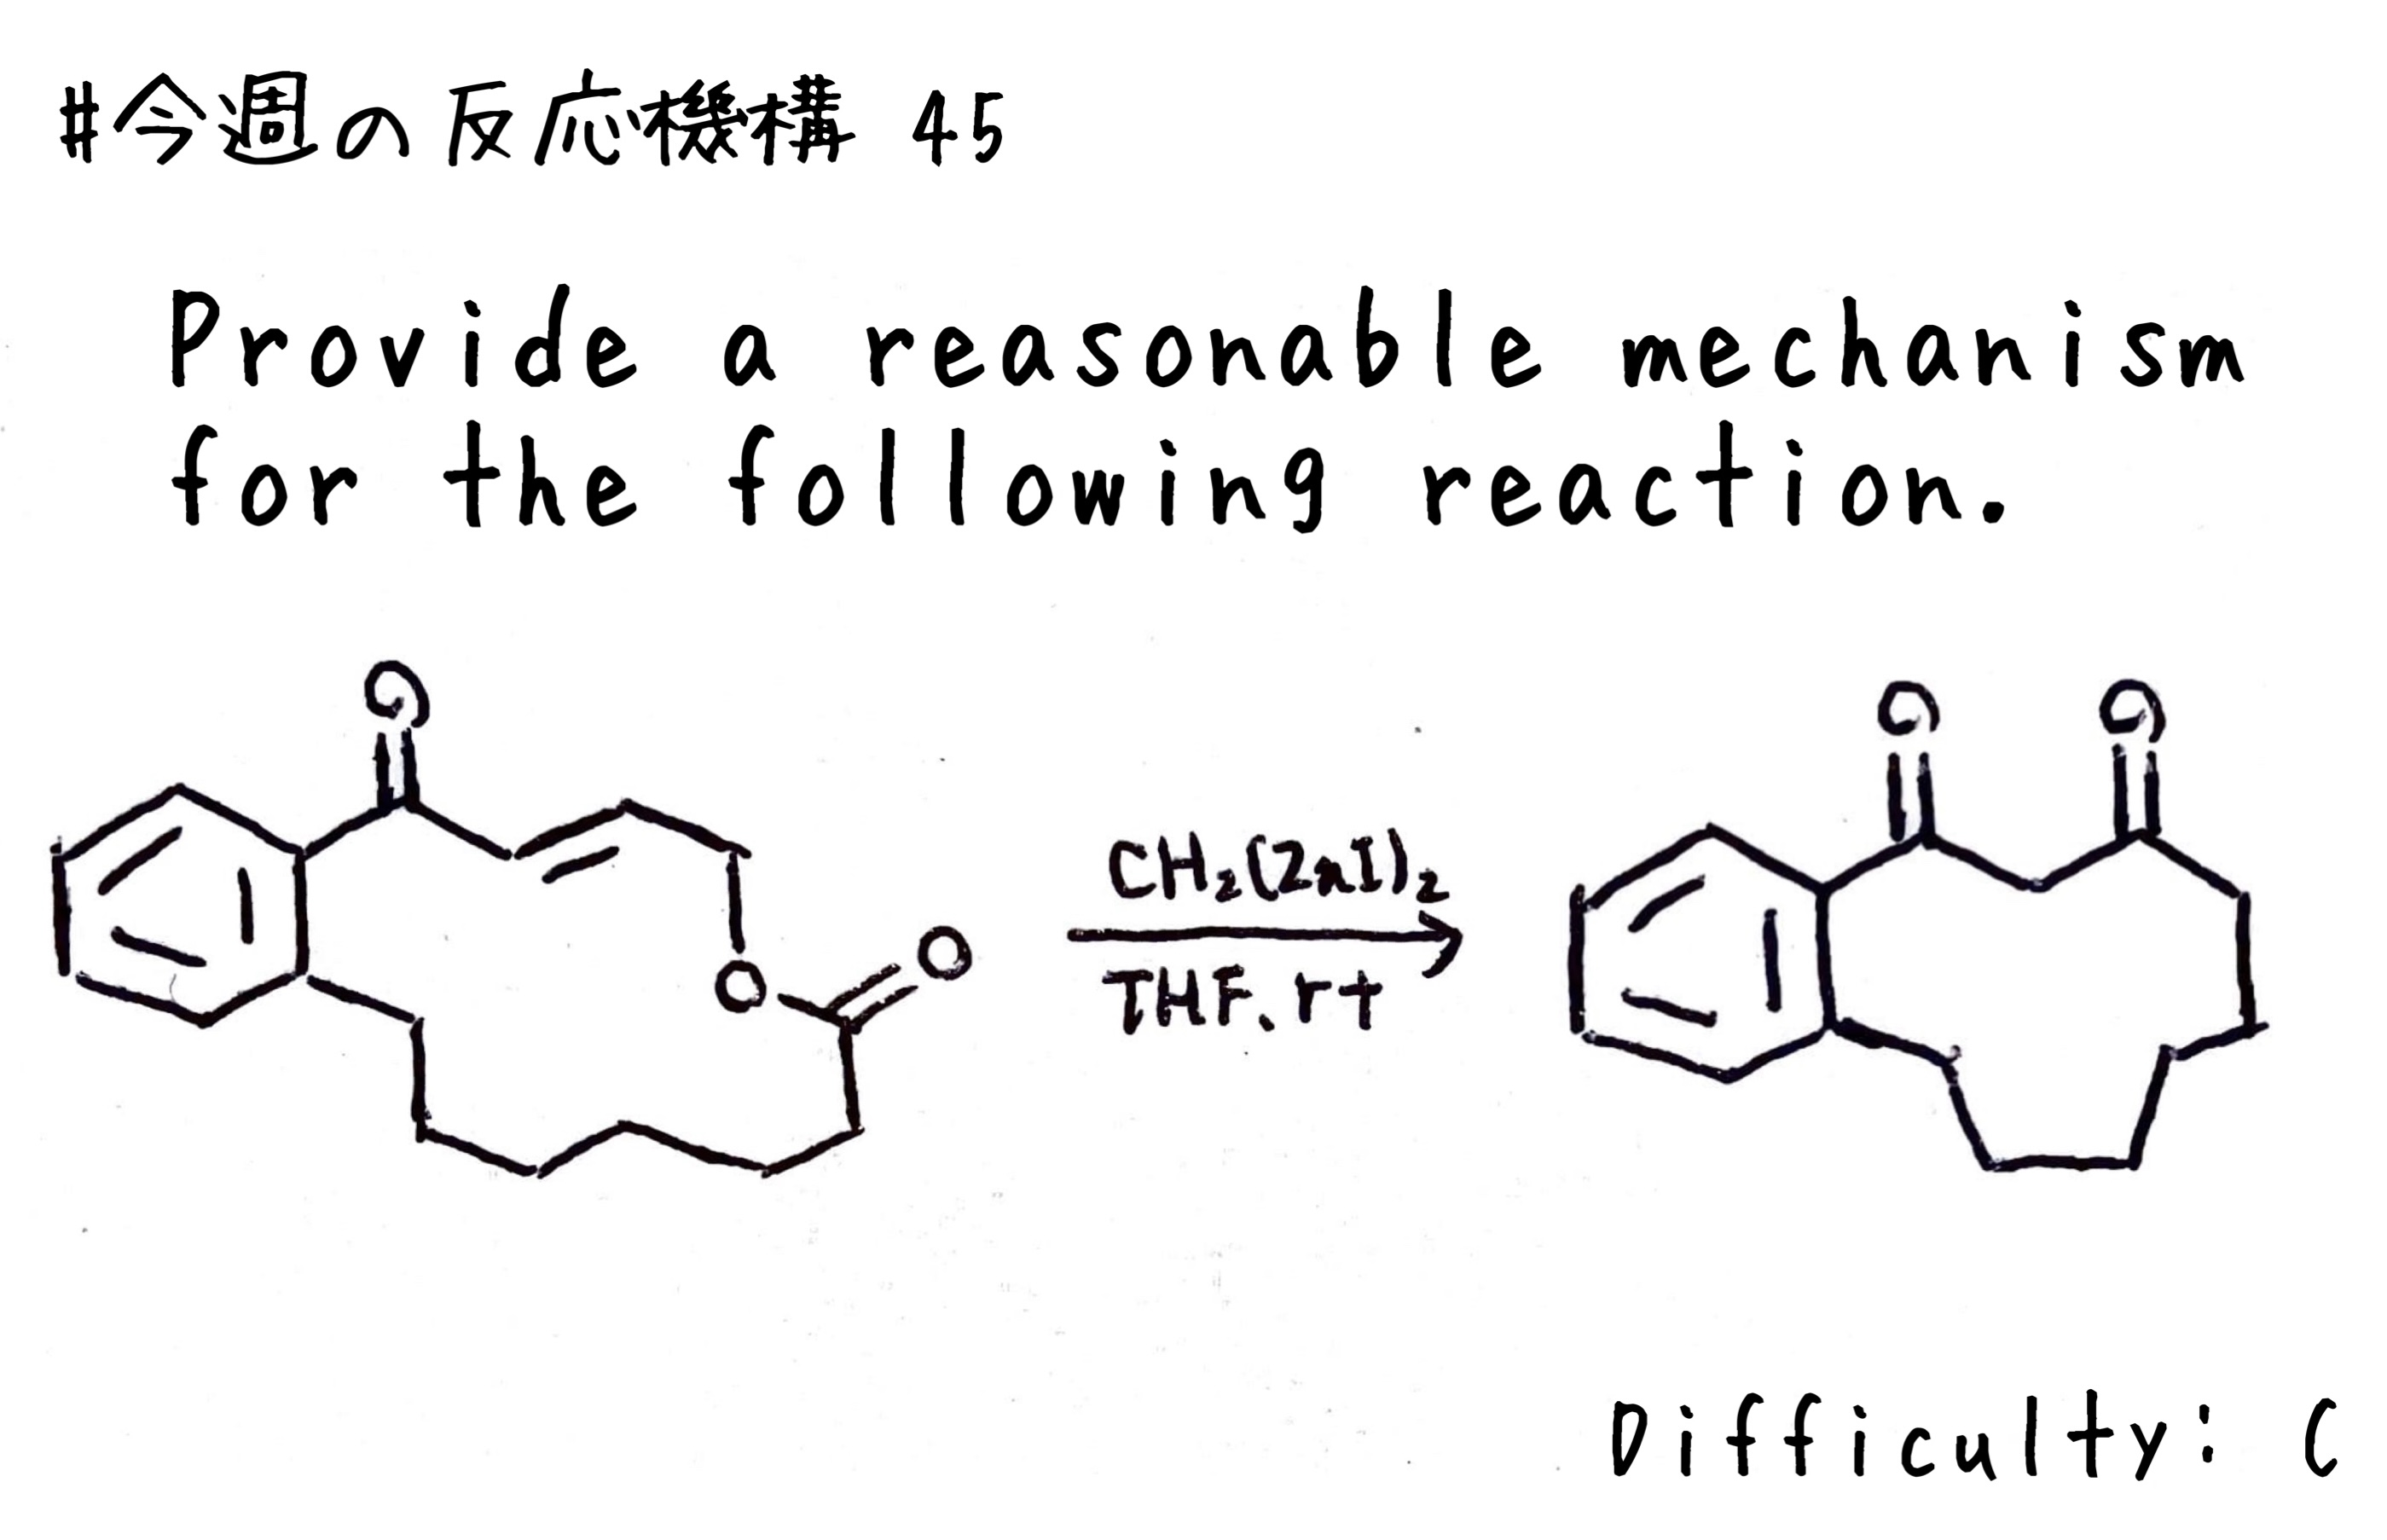 #今週の反応機構 45
Provide a reasonable mechanism
for the following reaction.
O
O O
CH₂(ZnI)₂
O
O
THF, rt
Difficulty: C